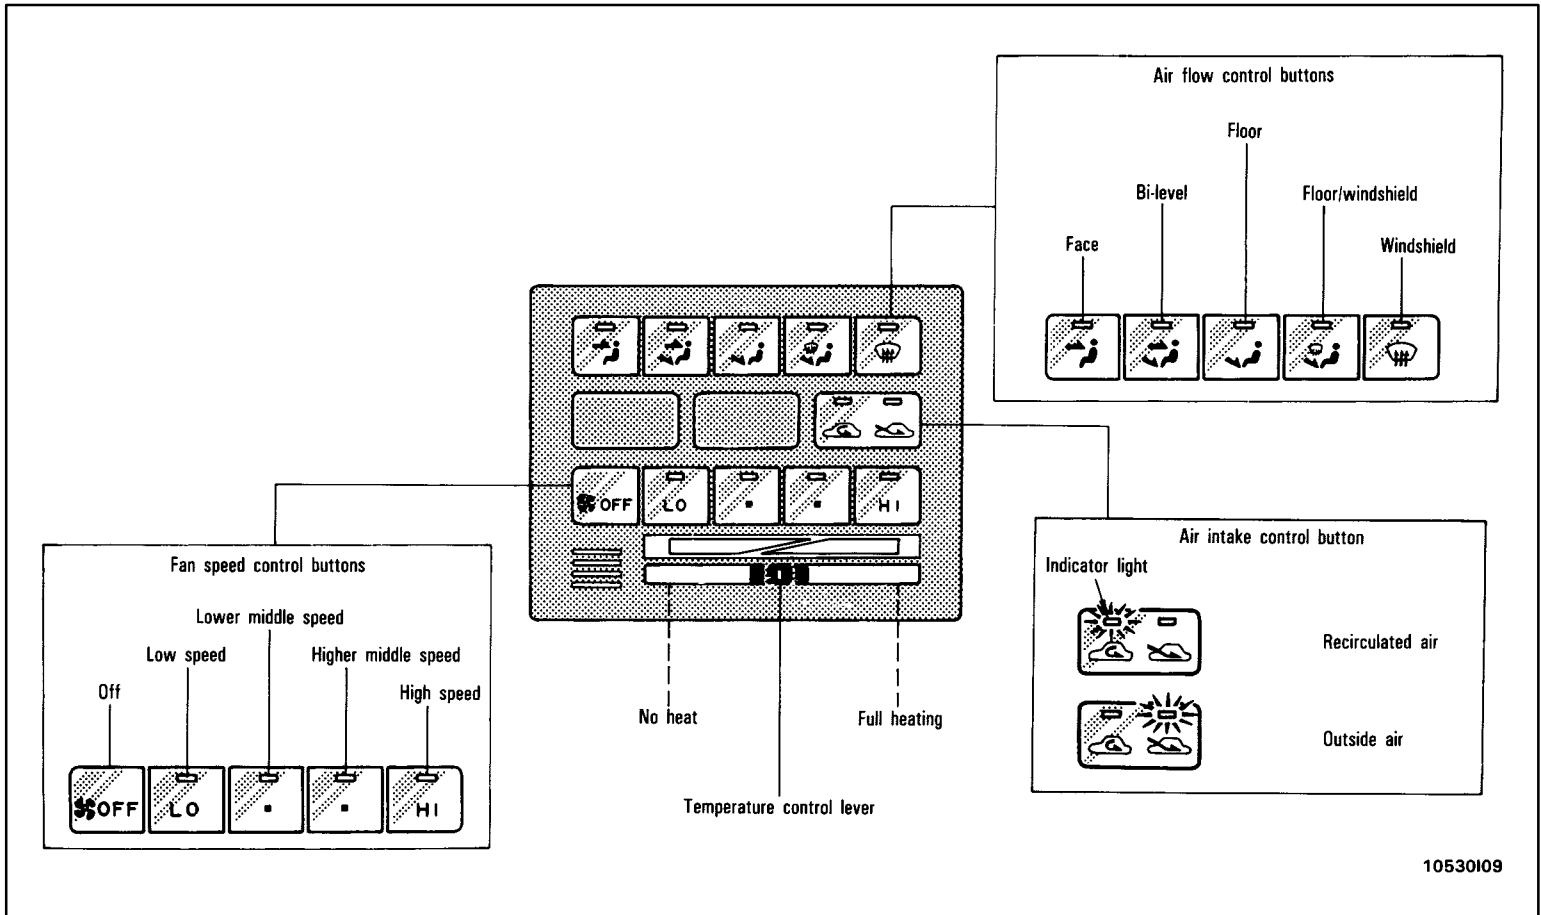 Air flow control buttons
Floor
Bi-level
Floor/windshield
Face
Windshield
OFF
LO
HI
Air intake control button
Indicator light
Recirculated air
Outside air
Fan speed control buttons
Lower middle speed
Low speed
Higher middle speed
Off
High speed
OFF
LO
HI
No heat
Full heating
Temperature control lever
10530I09